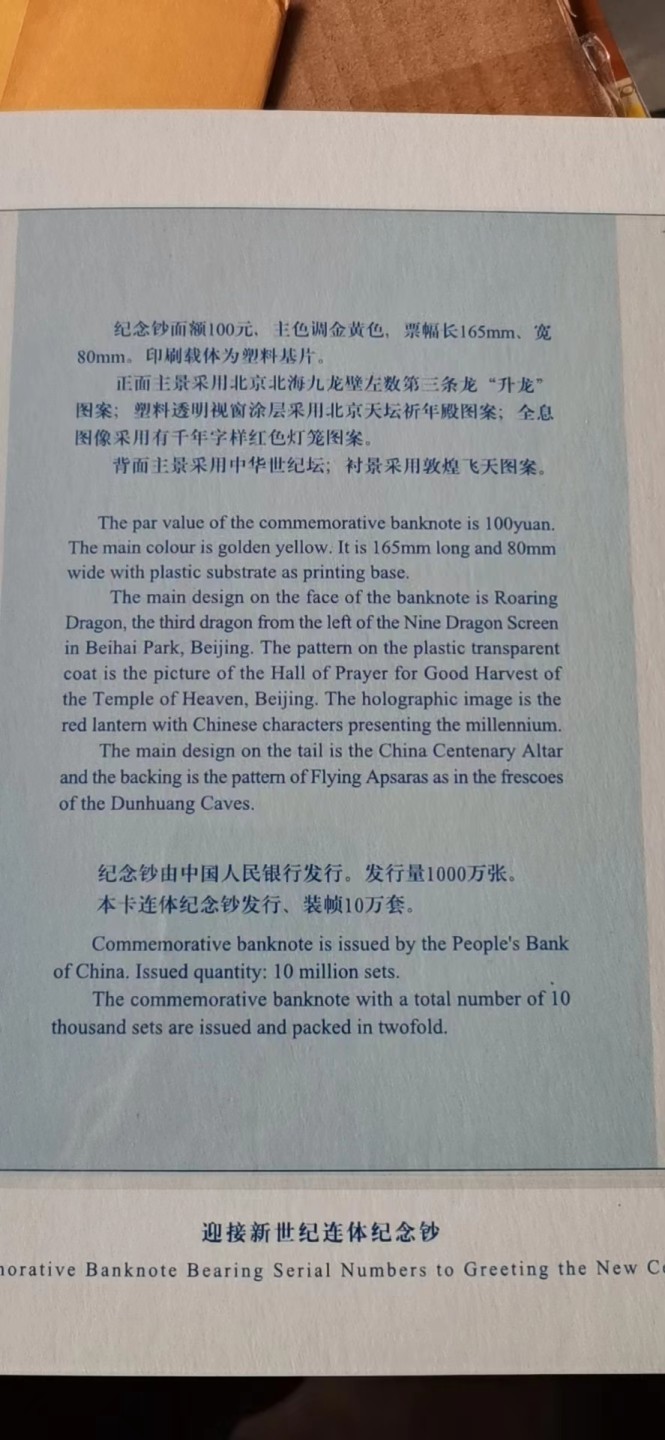 纪念钞面额100元，主色调金黄色，票幅长165mm、宽
80mm。印刷载体为塑料基片。
正面主景采用北京北海九龙壁左数第三条龙“升龙”
图案；塑料透明视窗涂层采用北京天坛祈年殿图案；全息
图像采用有千年字样红色灯笼图案。
背面主景采用中华世纪坛；衬景采用敦煌飞天图案。
The par value of the commemorative banknote is 100yuan.
The main colour is golden yellow. It is 165mm long and 80mm
wide with plastic substrate as printing base.
The main design on the face of the banknote is Roaring
Dragon, the third dragon from the left of the Nine Dragon Screen
in Beihai Park, Beijing. The pattern on the plastic transparent
coat is the picture of the Hall of Prayer for Good Harvest of
the Temple of Heaven, Beijing. The holographic image is the
red lantern with Chinese characters presenting the millennium.
The main design on the tail is the China Centenary Altar
and the backing is the pattern of Flying Apsaras as in the frescoes
of the Dunhuang Caves.
纪念钞由中国人民银行发行。发行量1000万张。
本卡连体纪念钞发行、装帧10万套。
Commemorative banknote is issued by the People's Bank
of China. Issued quantity: 10 million sets.
The commemorative banknote with a total number of 10
thousand sets are issued and packed in twofold.
迎接新世纪连体纪念钞
morative Banknote Bearing Serial Numbers to Greeting the New C